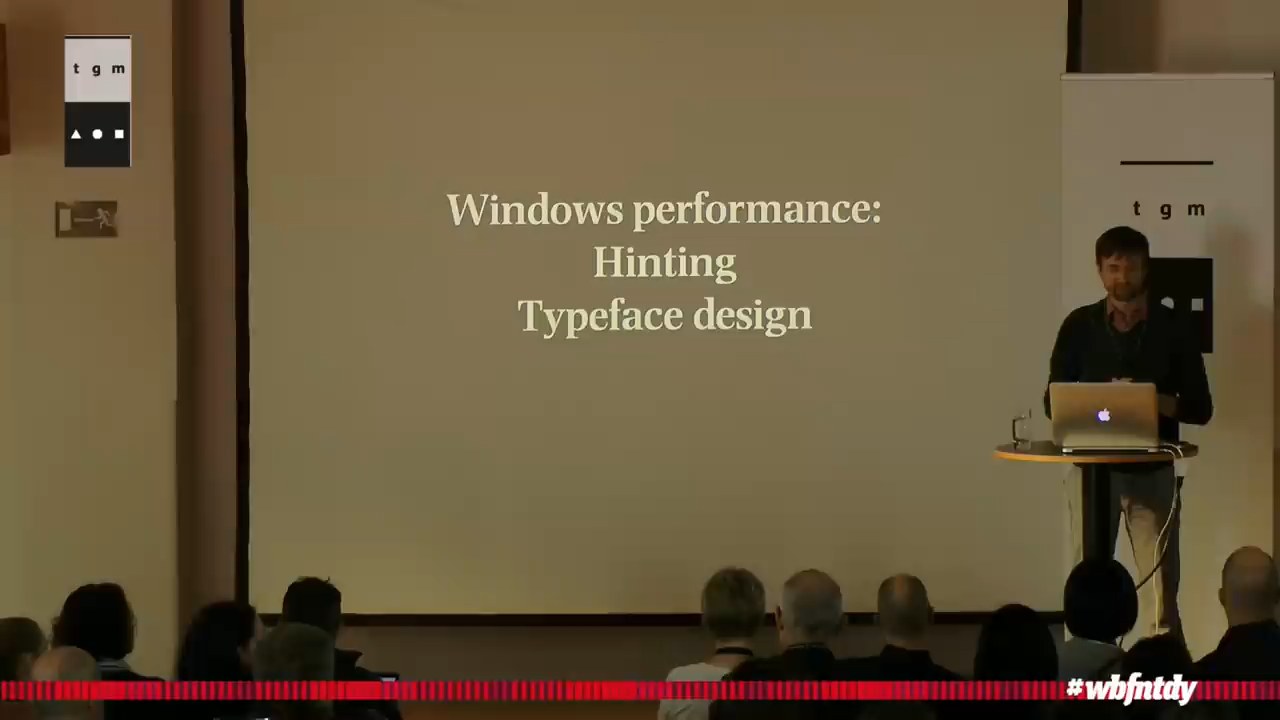 t g m
Windows performance:
Hinting
Typeface design
t g m
#wbfntdy